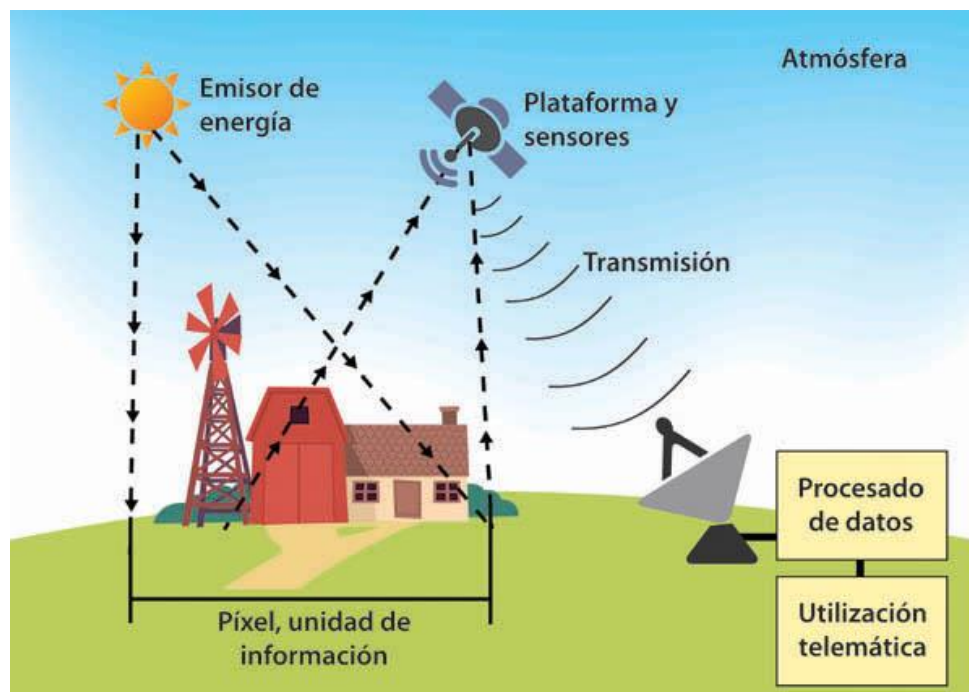 Atmósfera
Emisor de
energía
Plataforma y
sensores
Transmisión
Procesado
de datos
Píxel, unidad de
información
Utilización
telemática